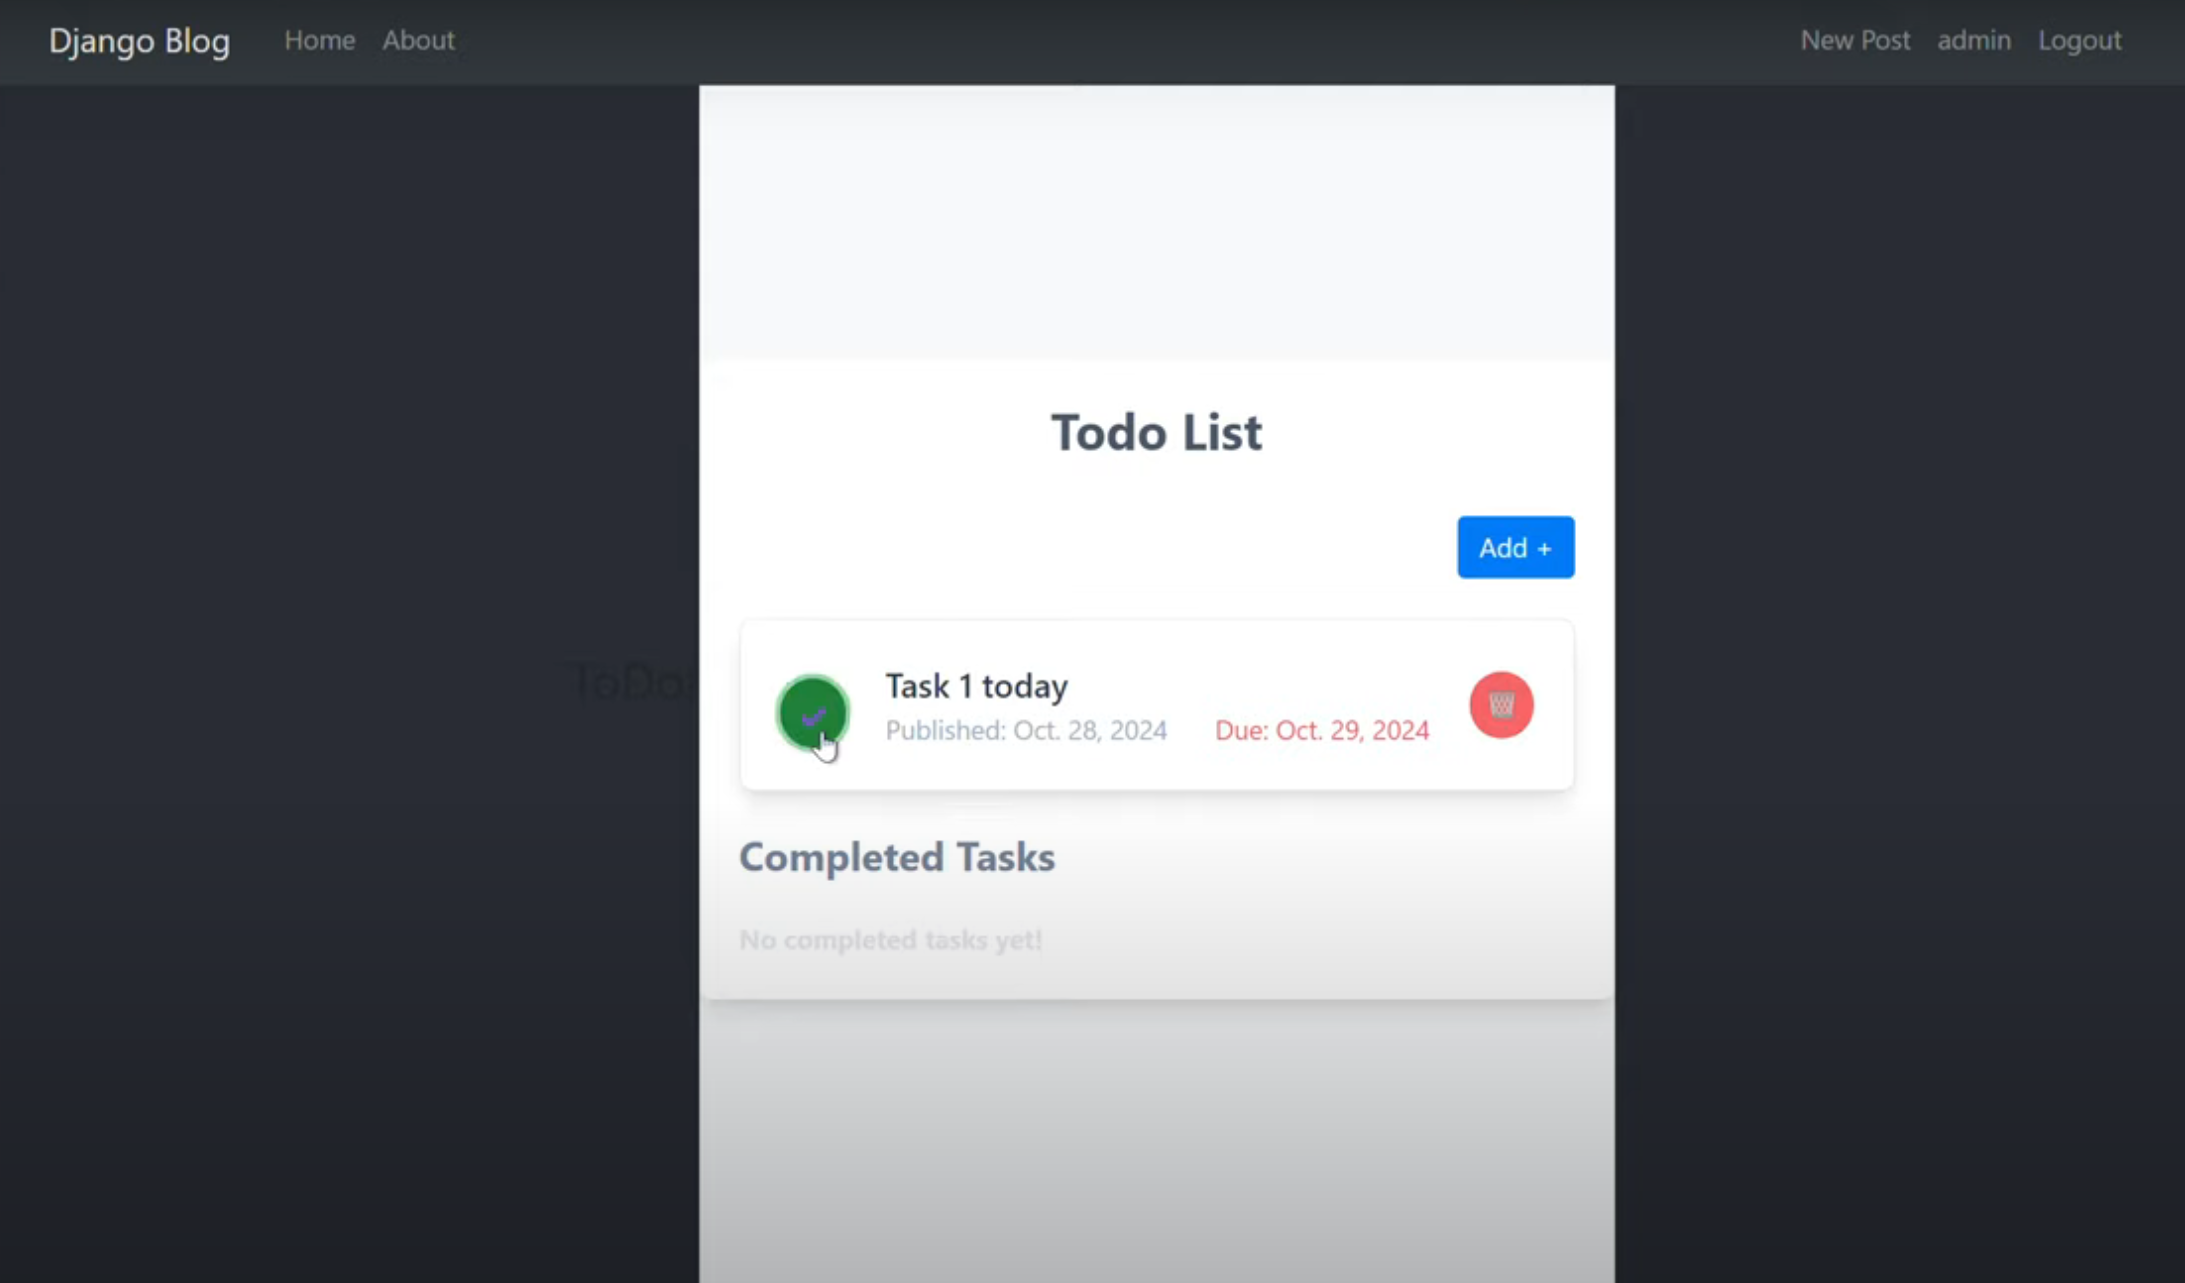 Django Blog Home About New Post admin Logout
Todo List
Add +
Task 1 today
Published: Oct. 28, 2024 Due: Oct. 29, 2024
ToDo
Completed Tasks
No completed tasks yet!